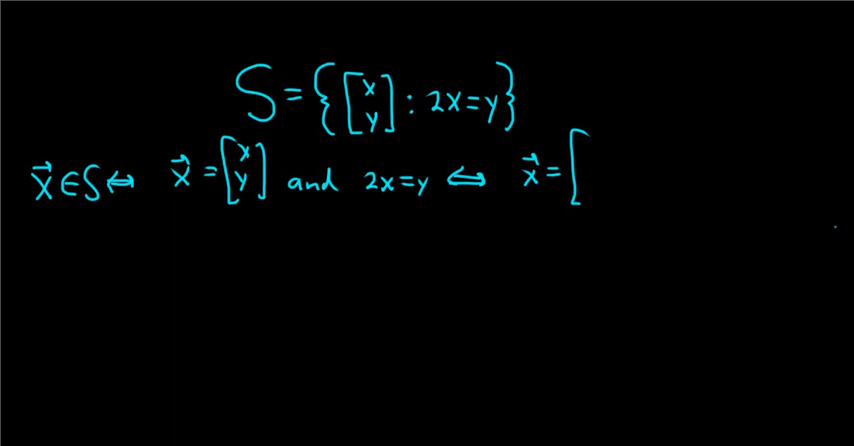 S = { [x y] : 2x = y }
x⃗ ∈ S ⇔ x⃗ = [x y] and 2x = y ⇔ x⃗ = [